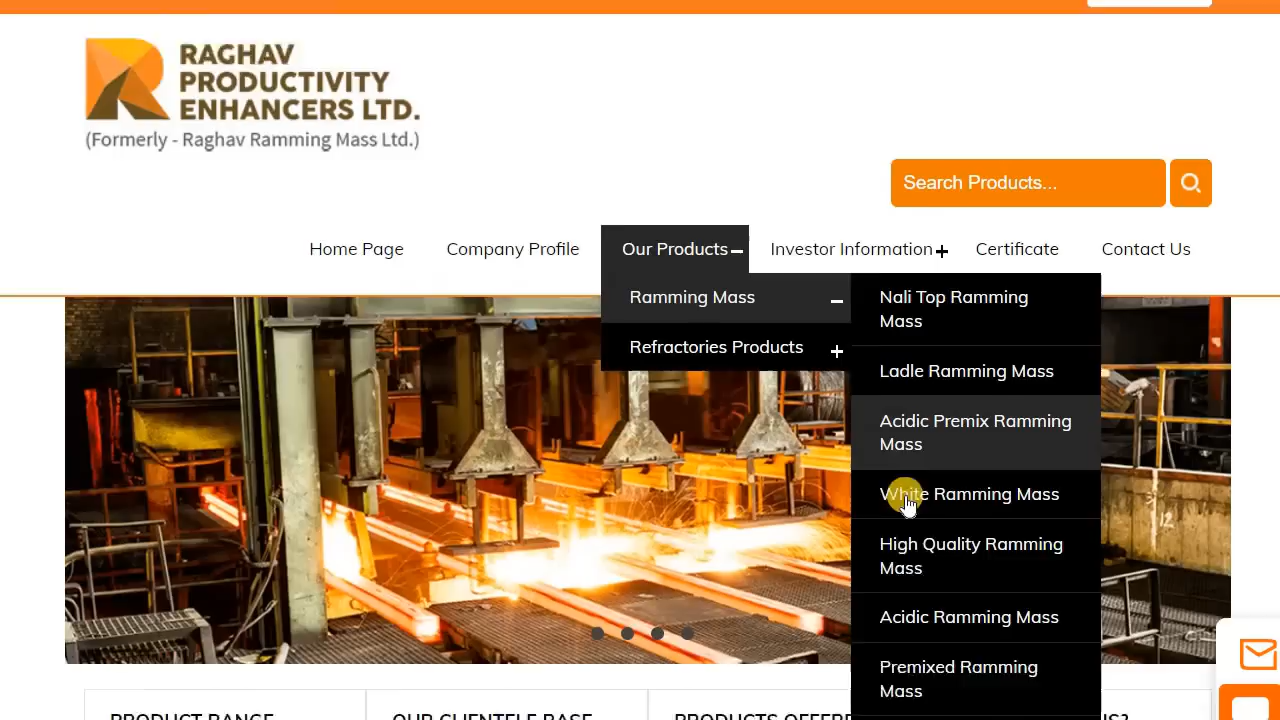 RAGHAV
PRODUCTIVITY
ENHANCERS LTD.
(Formerly - Raghav Ramming Mass Ltd.)
Search Products...
Home Page
Company Profile
Our Products
Investor Information
Certificate
Contact Us
Ramming Mass
Refractories Products
Nali Top Ramming
Mass
Ladle Ramming Mass
Acidic Premix Ramming
Mass
White Ramming Mass
High Quality Ramming
Mass
Acidic Ramming Mass
Premixed Ramming
Mass
PRODUCT RANGE
OUR CLIENTELE BASE
PRODUCTS OFFERE